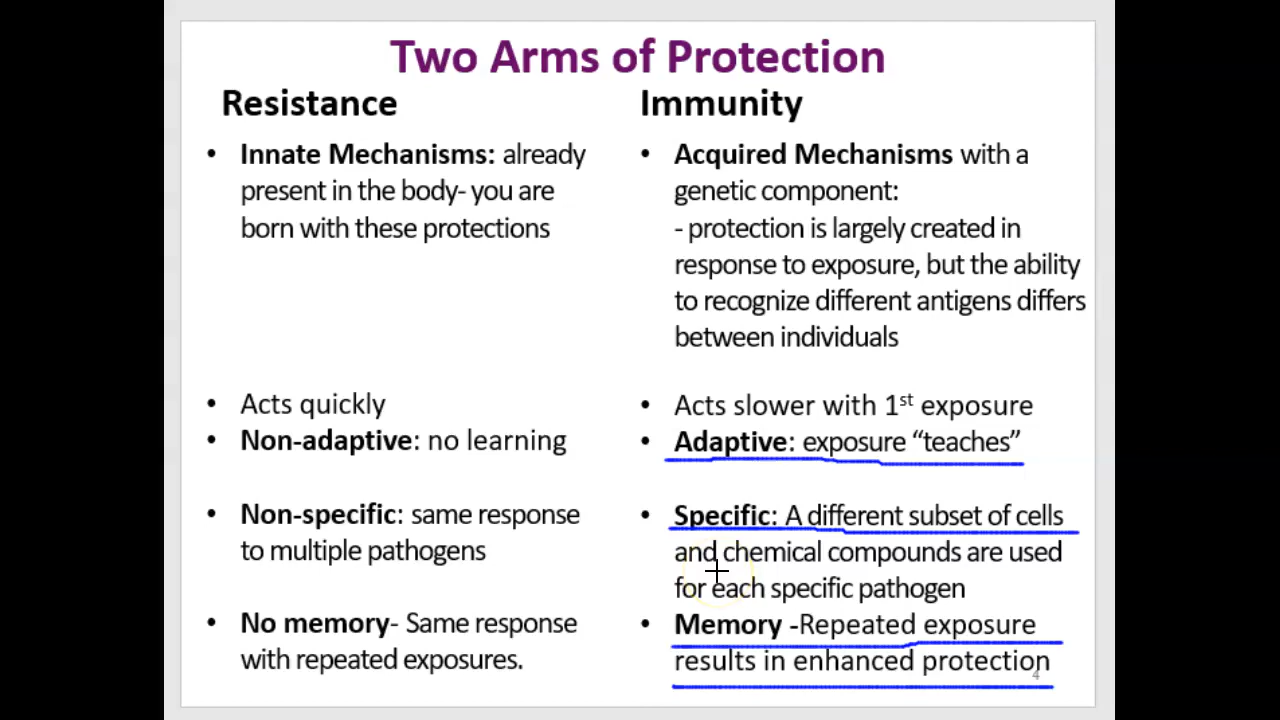 Two Arms of Protection
Resistance
• Innate Mechanisms: already
present in the body- you are
born with these protections
• Acts quickly
• Non-adaptive: no learning
• Non-specific: same response
to multiple pathogens
• No memory- Same response
with repeated exposures.
Immunity
• Acquired Mechanisms with a
genetic component:
- protection is largely created in
response to exposure, but the ability
to recognize different antigens differs
between individuals
• Acts slower with 1st exposure
• Adaptive: exposure “teaches”
• Specific: A different subset of cells
and chemical compounds are used
for each specific pathogen
• Memory -Repeated exposure
results in enhanced protection
4